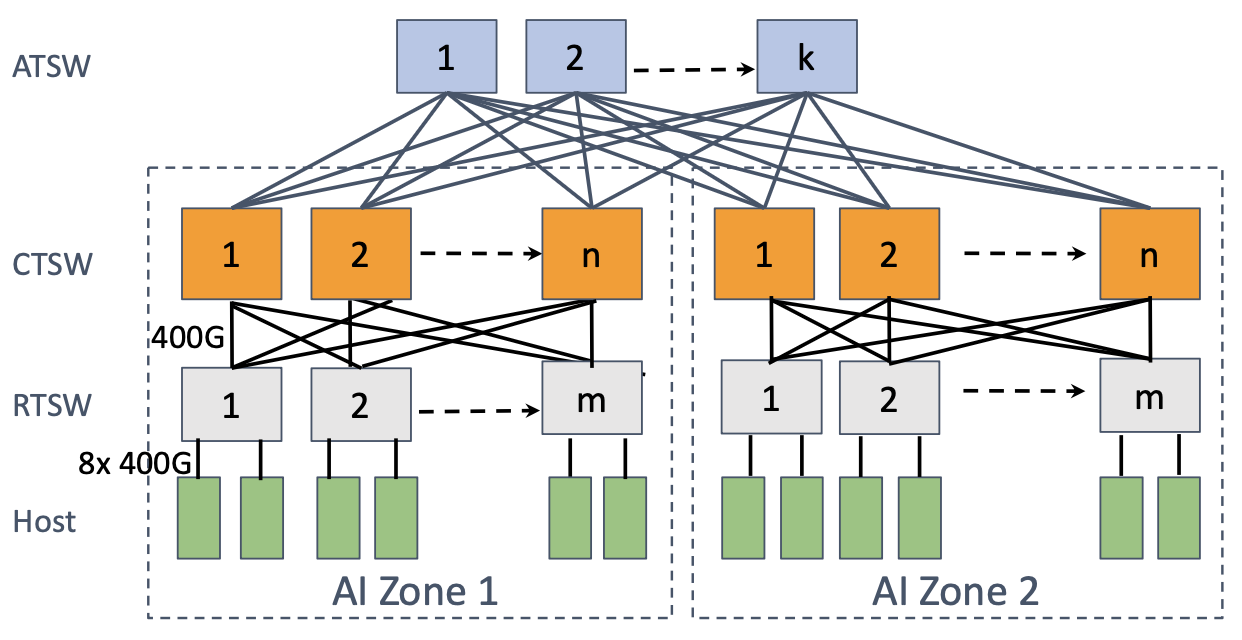 ATSW
1 2 k
CTSW
1 2 n 1 2 n
400G
RTSW
1 2 m 1 2 m
8x 400G
Host
AI Zone 1 AI Zone 2